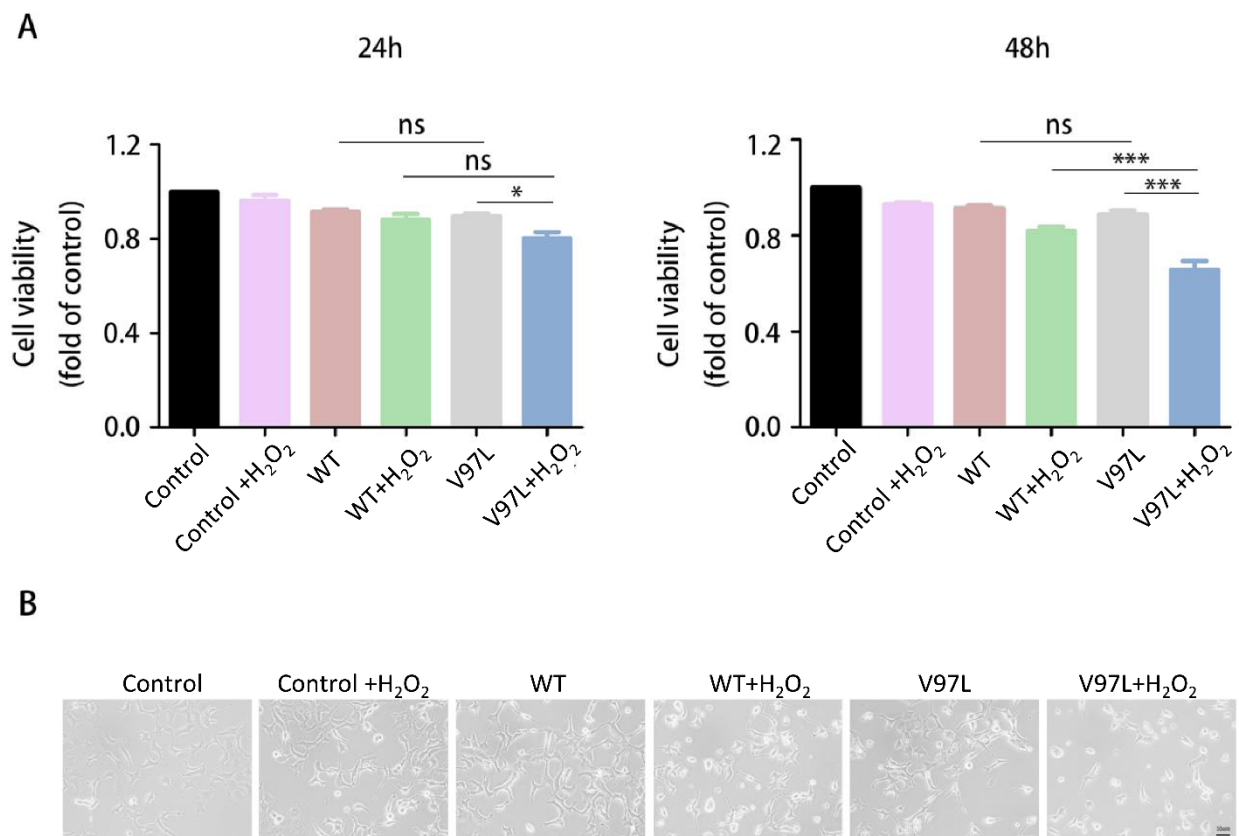 A
24h
48h
ns
ns
*
1.2
0.8
0.4
0.0
Cell viability
(fold of control)
Control
Control +H₂O₂
WT
WT+H₂O₂
V97L
V97L+H₂O₂
ns
***
***
1.2
0.8
0.4
0.0
Cell viability
(fold of control)
Control
Control +H₂O₂
WT
WT+H₂O₂
V97L
V97L+H₂O₂
B
Control
Control +H₂O₂
WT
WT+H₂O₂
V97L
V97L+H₂O₂